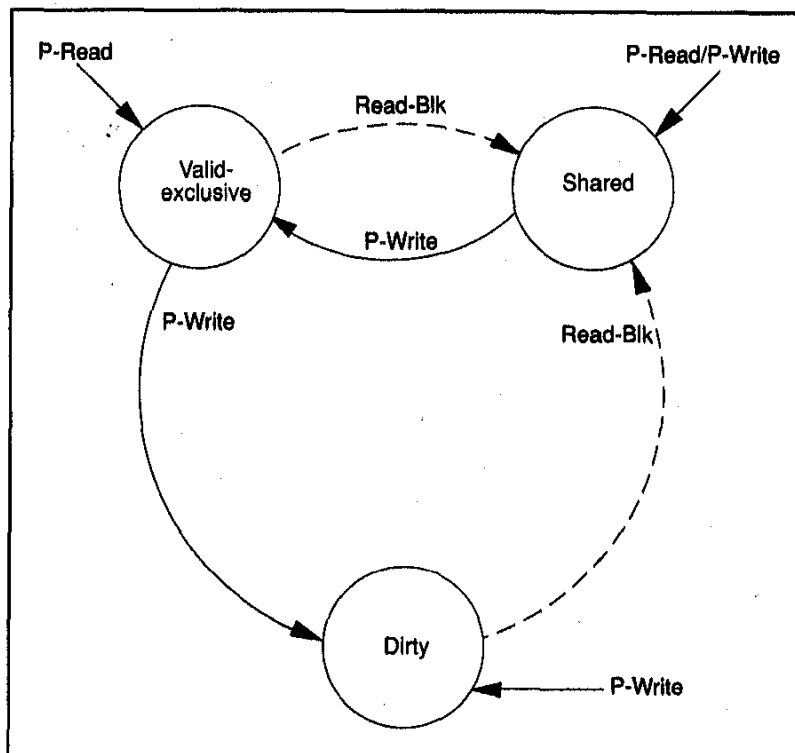 P-Read
P-Read/P-Write
Read-Blk
Valid-
exclusive
Shared
P-Write
P-Write
Read-Blk
Dirty
P-Write